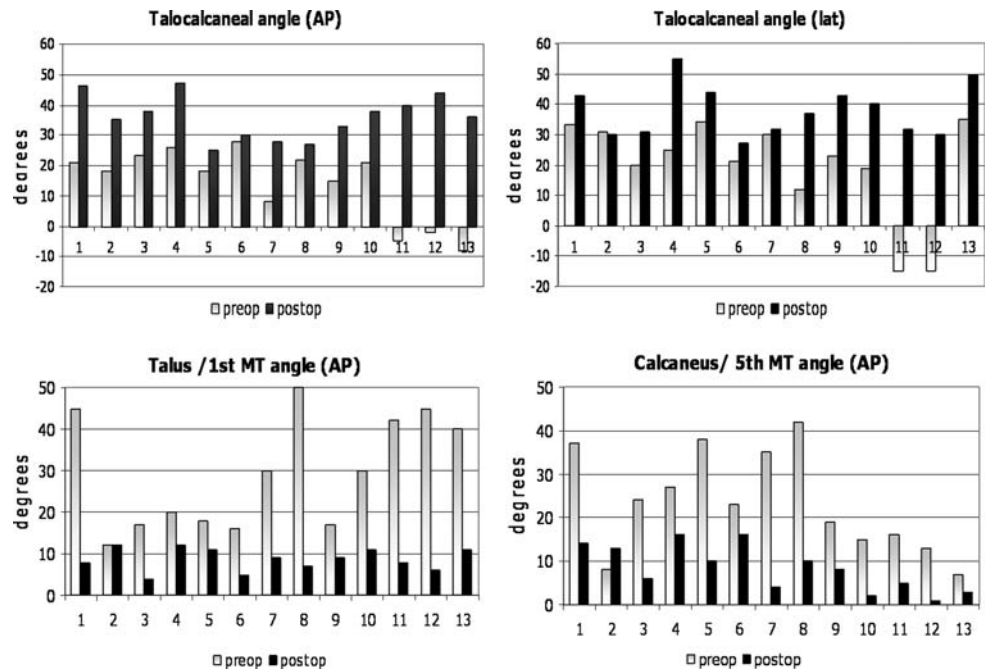 Talocalcaneal angle (AP)
60
50
40
30
20
10
0
-10
-20
dearees
1 2 3 4 5 6 7 8 9 10 11 12 13
preop postop
Talocalcaneal angle (lat)
60
50
40
30
20
10
0
-10
-20
dearees
1 2 3 4 5 6 7 8 9 10 11 12 13
preop postop
Talus /1st MT angle (AP)
50
40
30
20
10
0
degrees
1 2 3 4 5 6 7 8 9 10 11 12 13
preop postop
Calcaneus/ 5th MT angle (AP)
50
40
30
20
10
0
degrees
1 2 3 4 5 6 7 8 9 10 11 12 13
preop postop